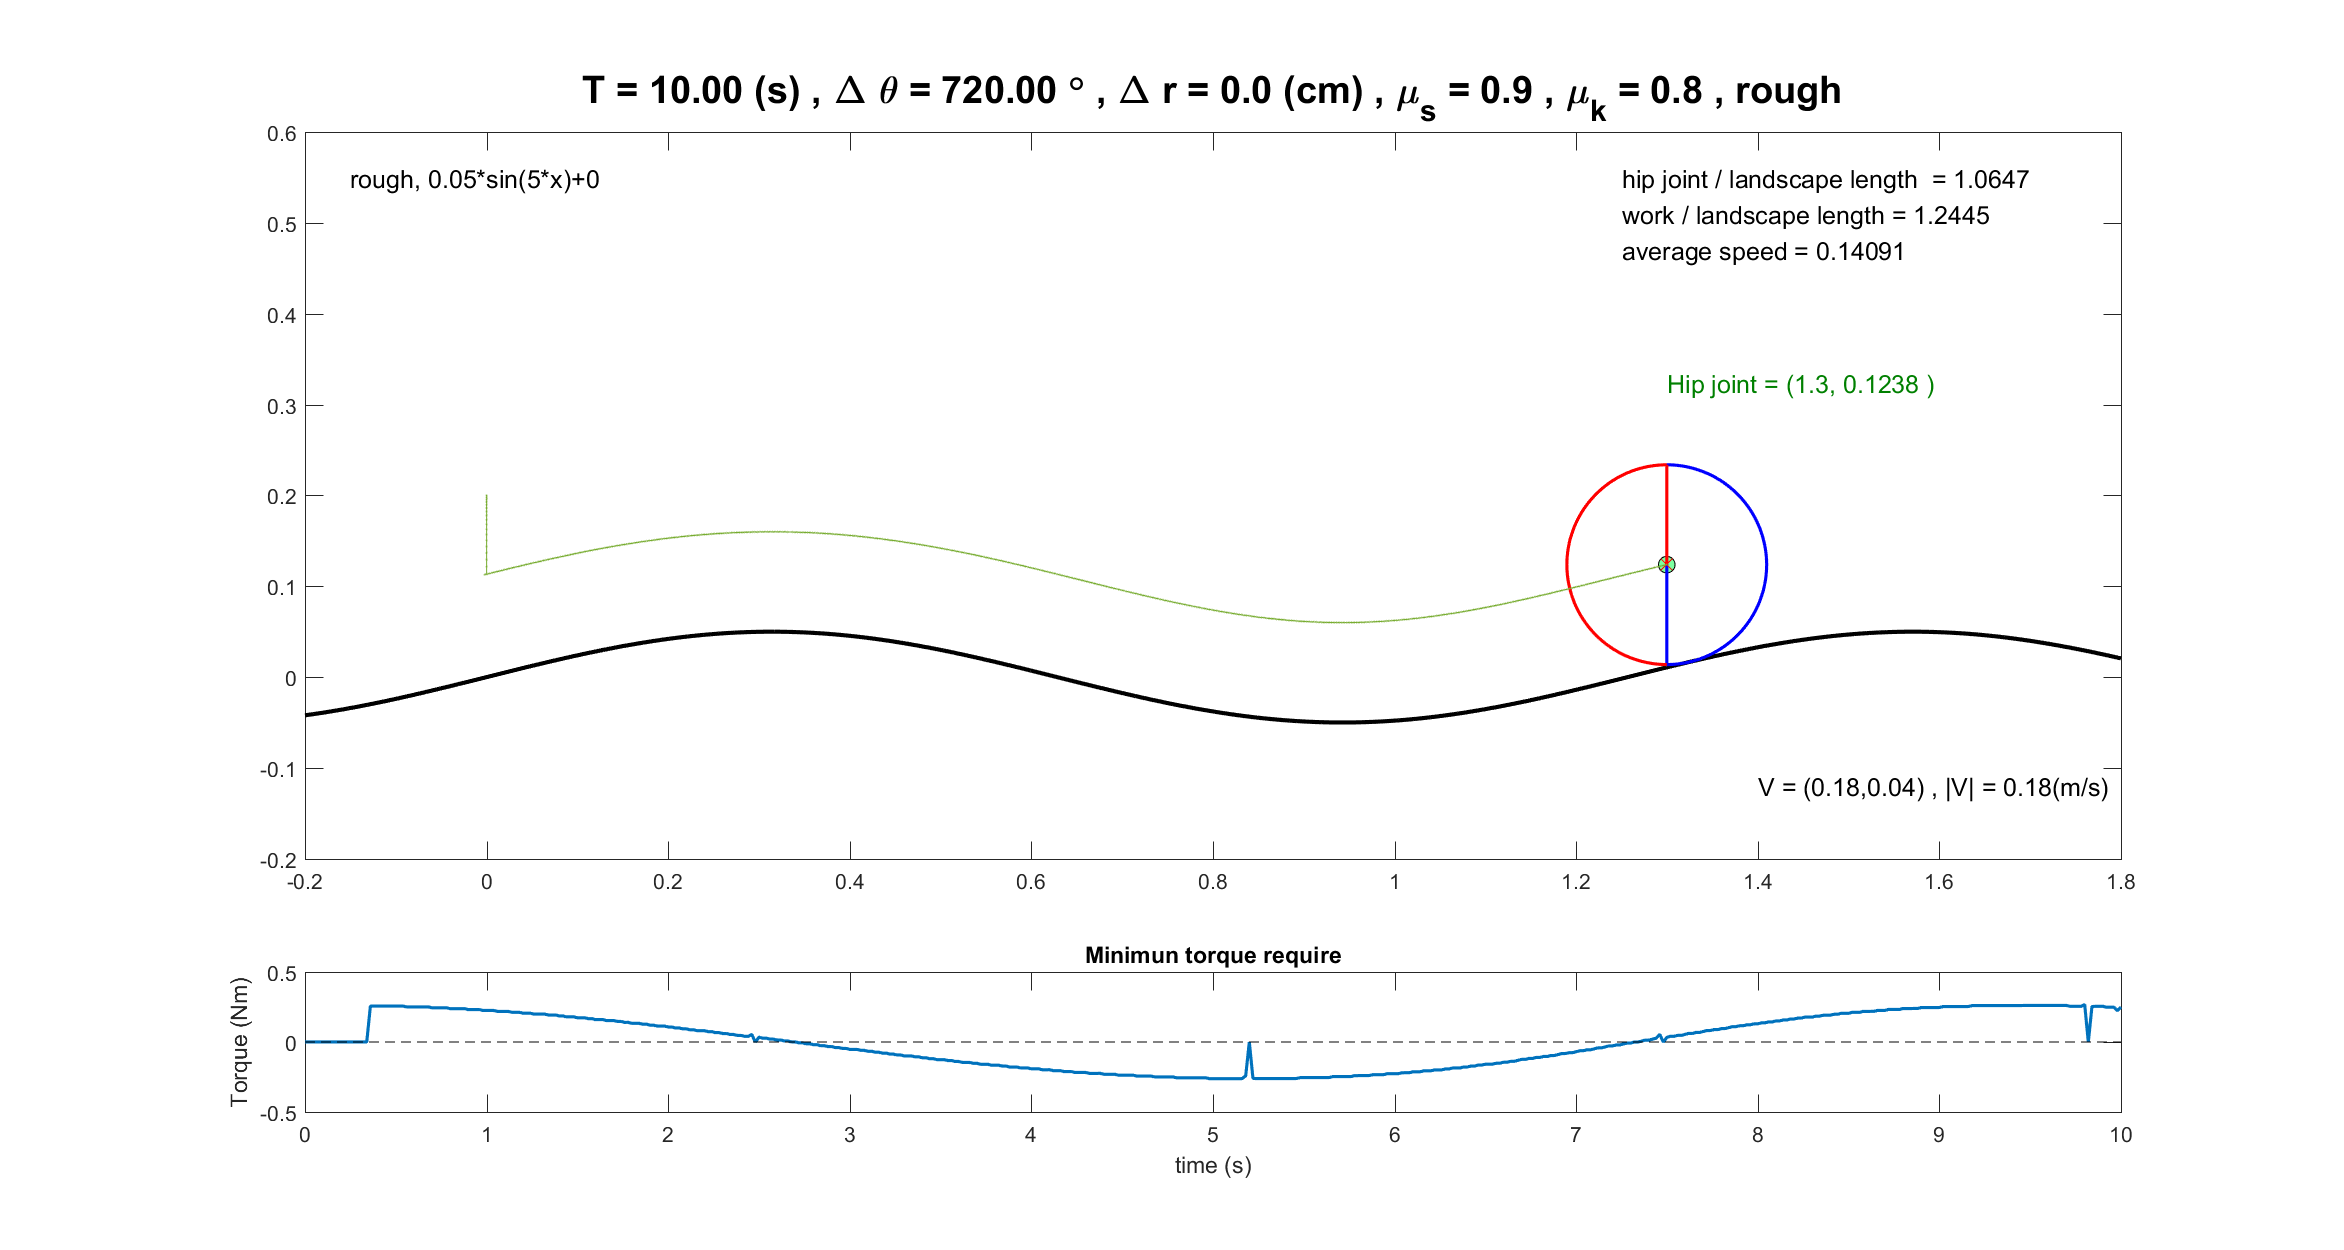 T = 10.00 (s) , Δ θ = 720.00 ° , Δ r = 0.0 (cm) , μs = 0.9 , μk = 0.8 , rough
0.6
rough, 0.05*sin(5*x)+0
hip joint / landscape length = 1.0647
work / landscape length = 1.2445
average speed = 0.14091
0.5
0.4
Hip joint = (1.3, 0.1238 )
0.3
0.2
0.1
0
-0.1
V = (0.18,0.04) , |V| = 0.18(m/s)
-0.2
-0.2 0 0.2 0.4 0.6 0.8 1 1.2 1.4 1.6 1.8
Minimun torque require
Torque (Nm)
0.5
0
-0.5
0 1 2 3 4 5 6 7 8 9 10
time (s)